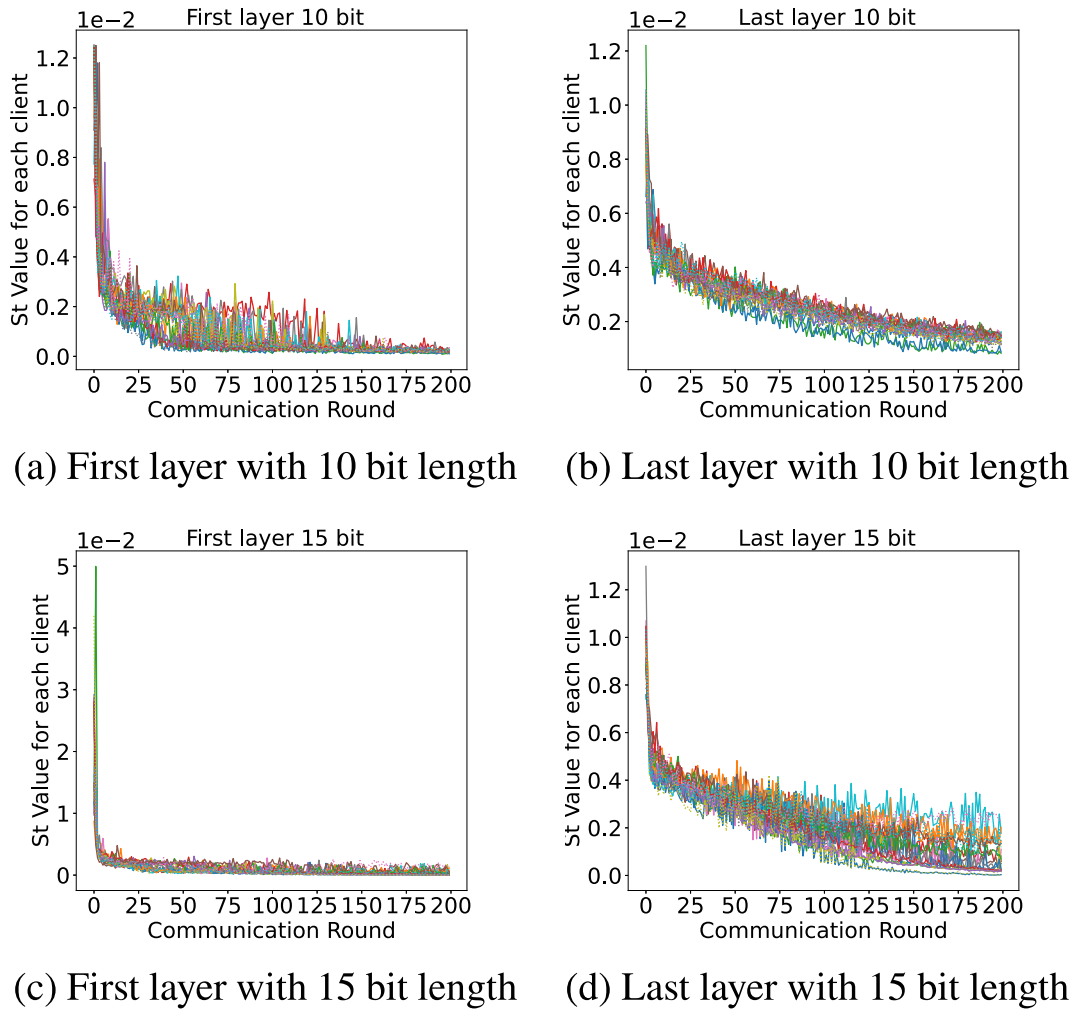 1e−2 First layer 10 bit
St Value for each client
1.2
1.0
0.8
0.6
0.4
0.2
0.0
0 25 50 75 100 125 150 175 200
Communication Round
(a) First layer with 10 bit length
1e−2 Last layer 10 bit
St Value for each client
1.2
1.0
0.8
0.6
0.4
0.2
0 25 50 75 100 125 150 175 200
Communication Round
(b) Last layer with 10 bit length
1e−2 First layer 15 bit
St Value for each client
5
4
3
2
1
0
0 25 50 75 100 125 150 175 200
Communication Round
(c) First layer with 15 bit length
1e−2 Last layer 15 bit
St Value for each client
1.2
1.0
0.8
0.6
0.4
0.2
0.0
0 25 50 75 100 125 150 175 200
Communication Round
(d) Last layer with 15 bit length